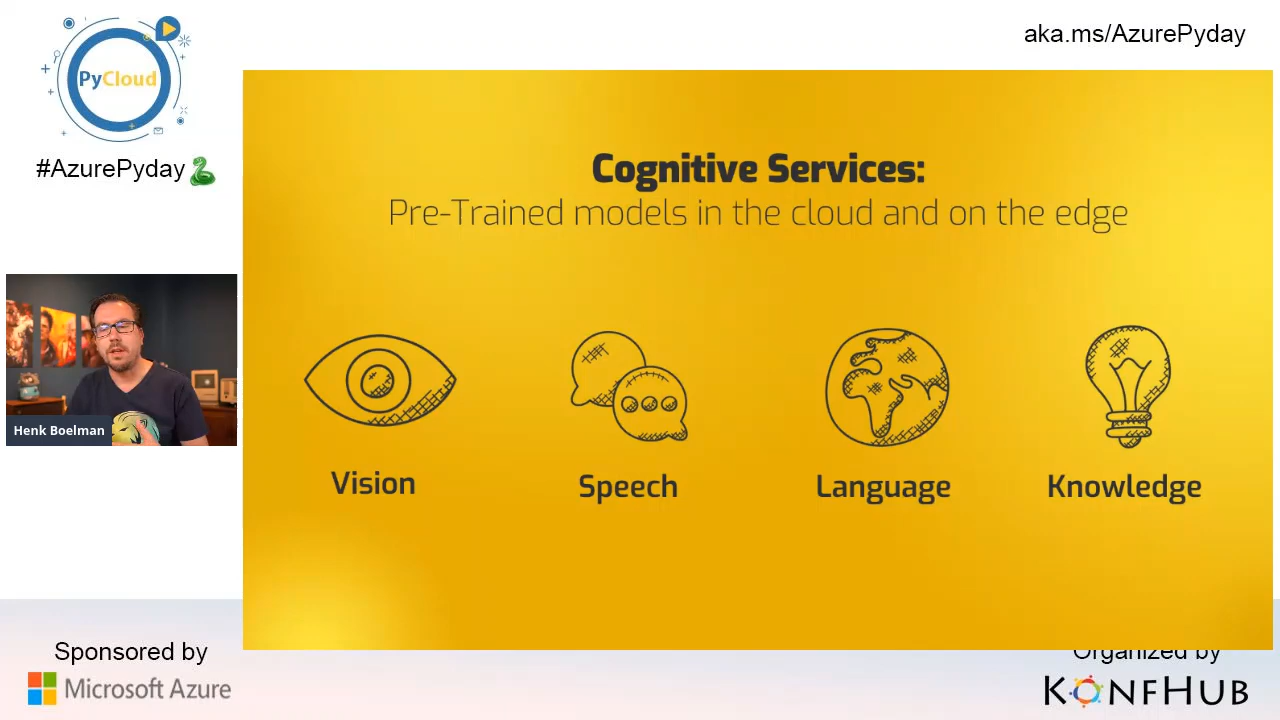 PyCloud
#AzurePyday
aka.ms/AzurePyday
Cognitive Services:
Pre-Trained models in the cloud and on the edge
Vision
Speech
Language
Knowledge
Henk Boelman
Sponsored by
Microsoft Azure
Organized by
KONFHUB